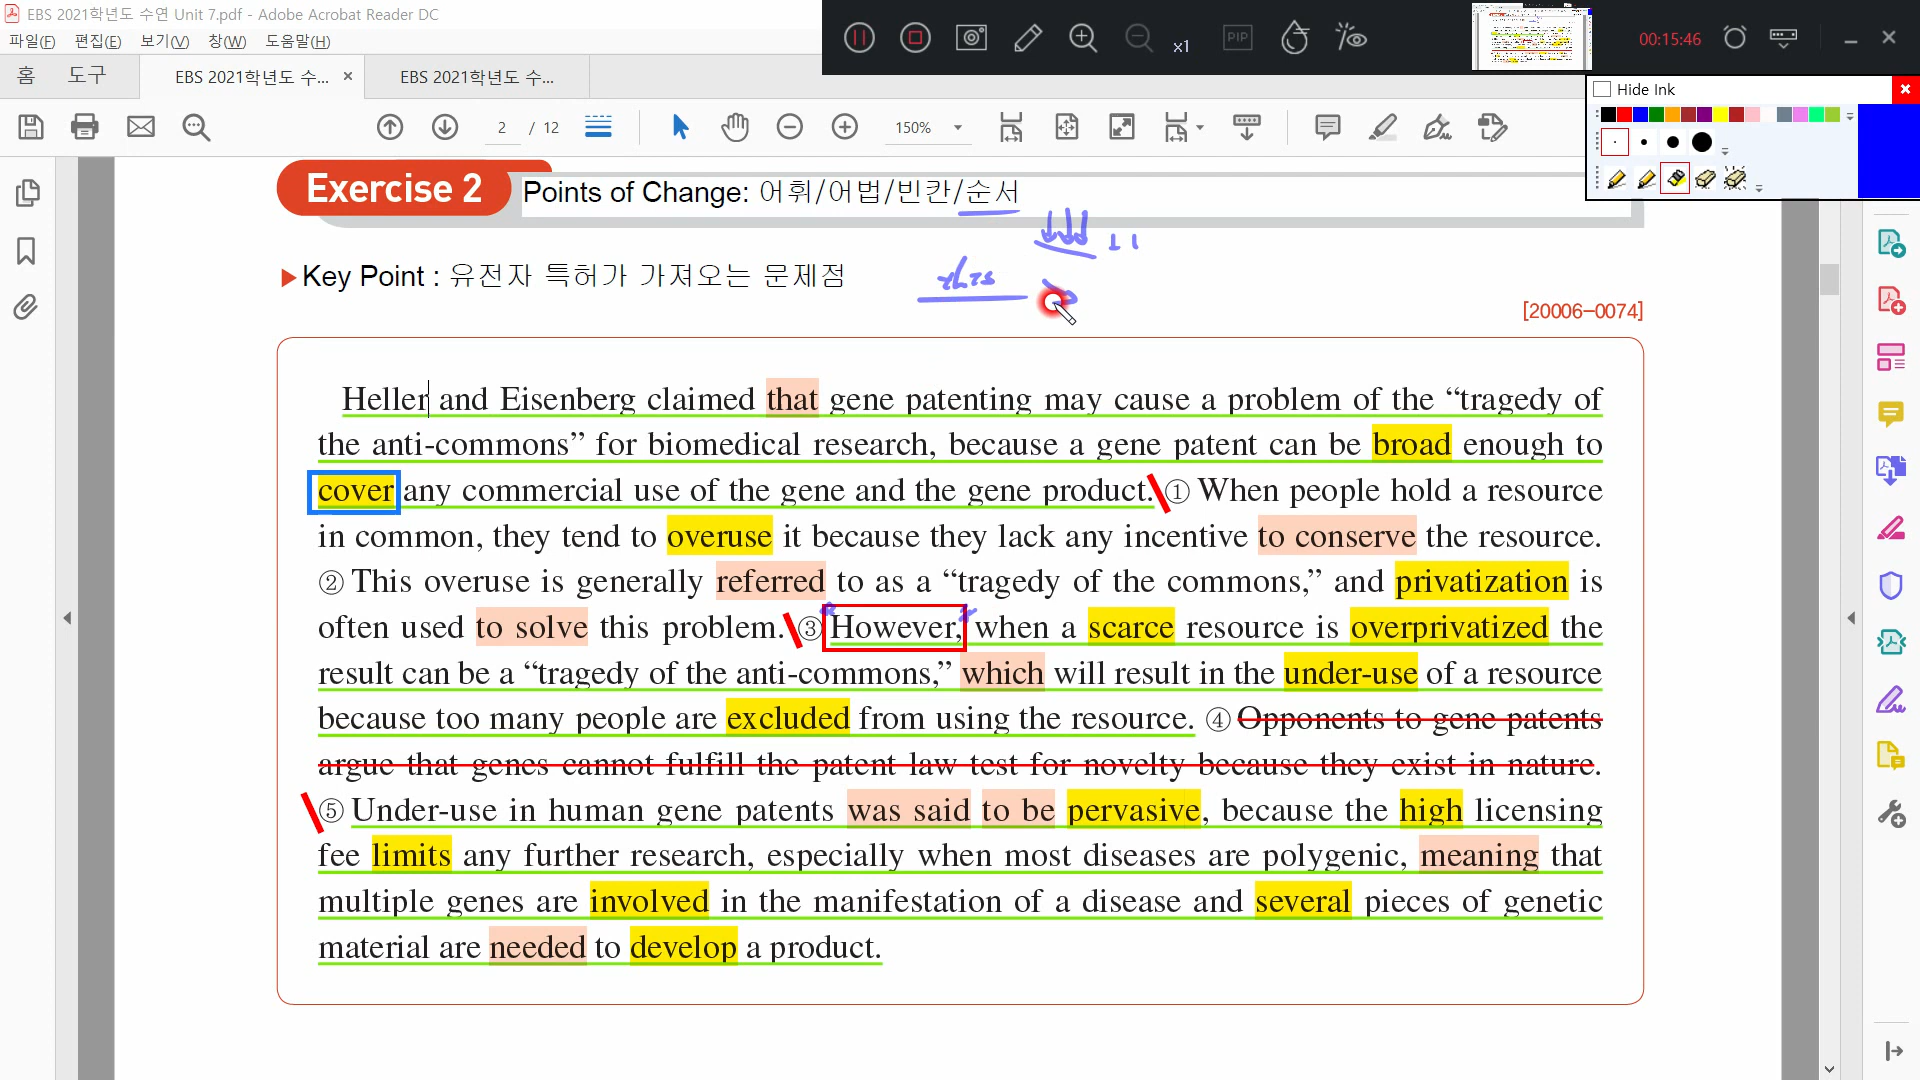 EBS 2021학년도 수연 Unit 7.pdf - Adobe Acrobat Reader DC
파일(F) 편집(E) 보기(V) 창(W) 도움말(H)
x1
PIP
00:15:46
홈 도구
EBS 2021학년도 수... ×
EBS 2021학년도 수...
Hide Ink
2 / 12
150%
Exercise 2
Points of Change: 어휘/어법/빈칸/순서
this
▶Key Point : 유전자 특허가 가져오는 문제점
[20006-0074]
Heller and Eisenberg claimed that gene patenting may cause a problem of the “tragedy of
the anti-commons” for biomedical research, because a gene patent can be broad enough to
cover any commercial use of the gene and the gene product. ① When people hold a resource
in common, they tend to overuse it because they lack any incentive to conserve the resource.
② This overuse is generally referred to as a “tragedy of the commons,” and privatization is
often used to solve this problem. ③ However, when a scarce resource is overprivatized the
result can be a “tragedy of the anti-commons,” which will result in the under-use of a resource
because too many people are excluded from using the resource. ④ Opponents to gene patents
argue that genes cannot fulfill the patent law test for novelty because they exist in nature.
⑤ Under-use in human gene patents was said to be pervasive, because the high licensing
fee limits any further research, especially when most diseases are polygenic, meaning that
multiple genes are involved in the manifestation of a disease and several pieces of genetic
material are needed to develop a product.